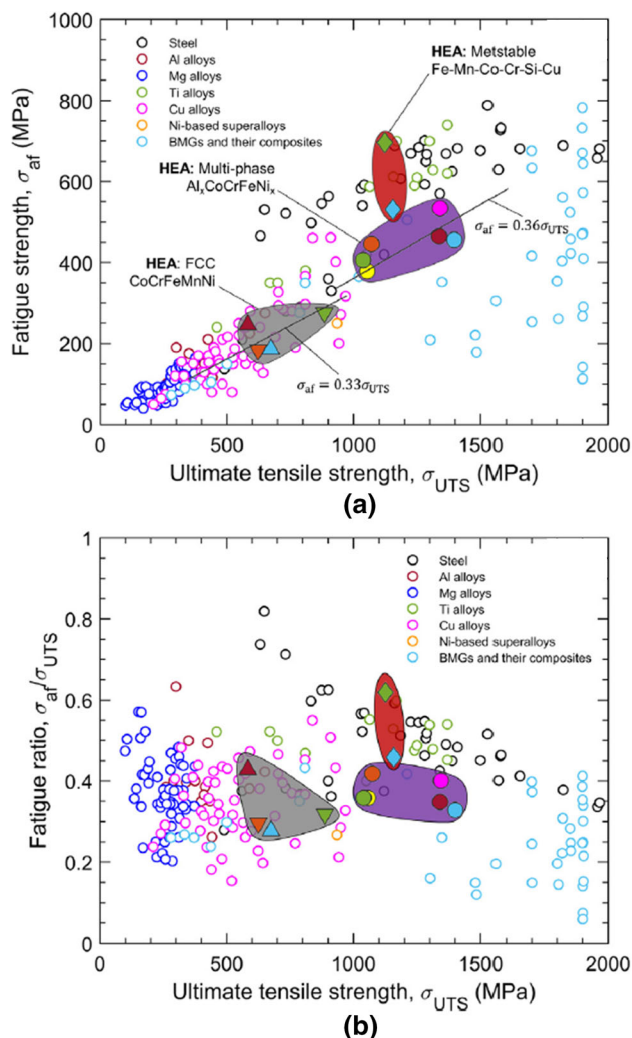 (a)
Steel
Al alloys
Mg alloys
Ti alloys
Cu alloys
Ni-based superalloys
BMGs and their composites
HEA: Metstable
Fe-Mn-Co-Cr-Si-Cu
HEA: Multi-phase
AlₓCoCrFeNiₓ
HEA: FCC
CoCrFeMnNi
σaf = 0.36σUTS
σaf = 0.33σUTS
Fatigue strength, σaf (MPa)
1000
800
600
400
200
0
0 500 1000 1500 2000
Ultimate tensile strength, σUTS (MPa)
(a)
Steel
Al alloys
Mg alloys
Ti alloys
Cu alloys
Ni-based superalloys
BMGs and their composites
Fatigue ratio, σaf/σUTS
1
0.8
0.6
0.4
0.2
0
0 500 1000 1500 2000
Ultimate tensile strength, σUTS (MPa)
(b)